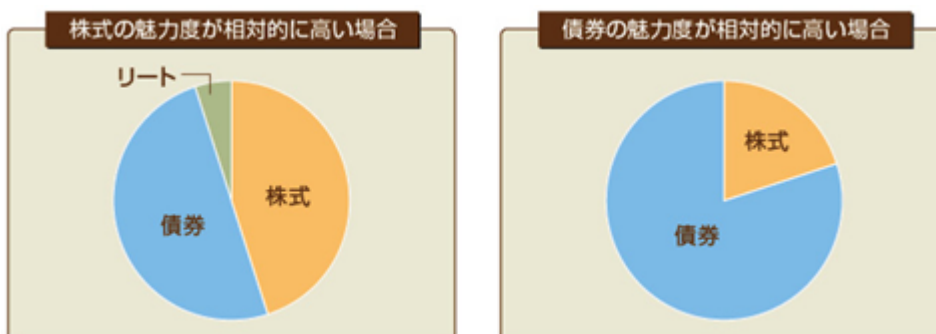 株式の魅力度が相対的に高い場合
リート
株式
債券
債券の魅力度が相対的に高い場合
株式
債券